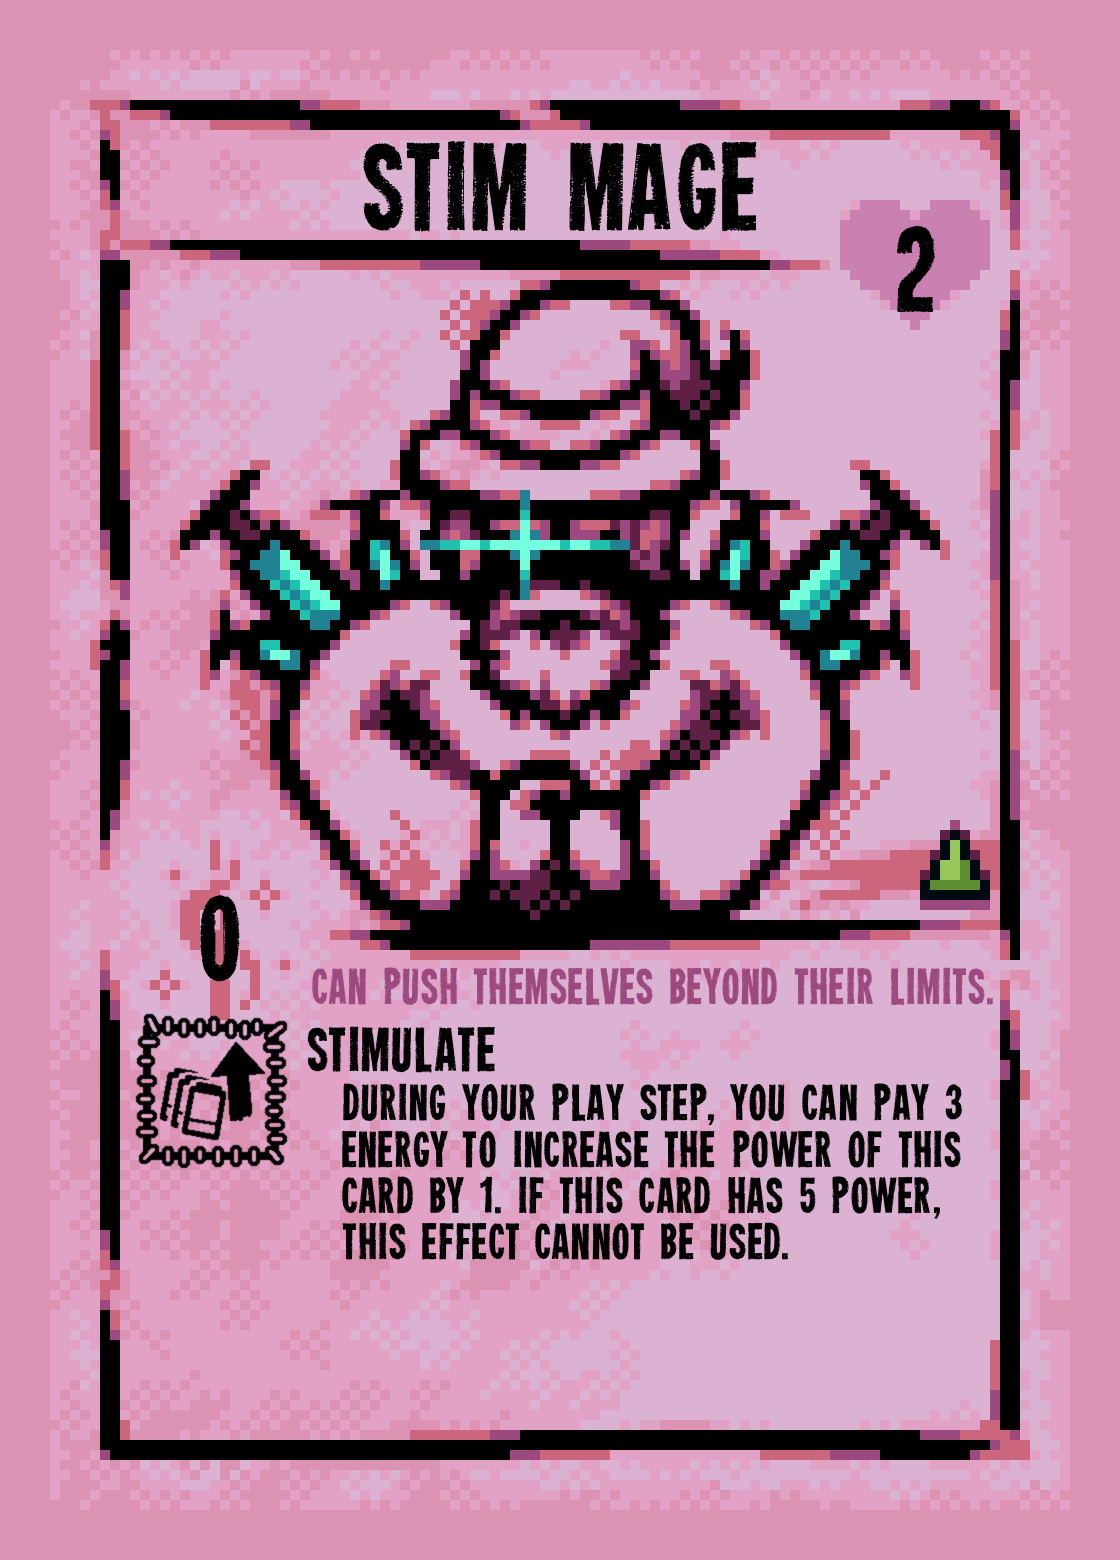 STIM MAGE
2
0
CAN PUSH THEMSELVES BEYOND THEIR LIMITS.
STIMULATE
DURING YOUR PLAY STEP, YOU CAN PAY 3
ENERGY TO INCREASE THE POWER OF THIS
CARD BY 1. IF THIS CARD HAS 5 POWER,
THIS EFFECT CANNOT BE USED.